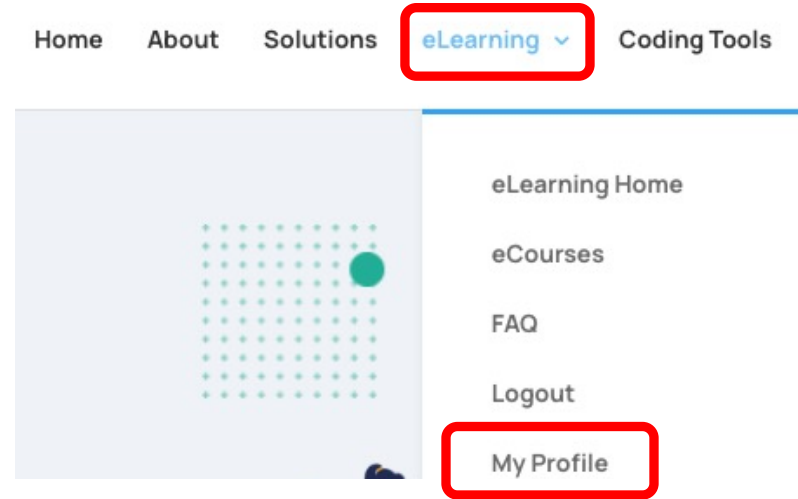 Home About Solutions eLearning Coding Tools
eLearning Home
eCourses
FAQ
Logout
My Profile